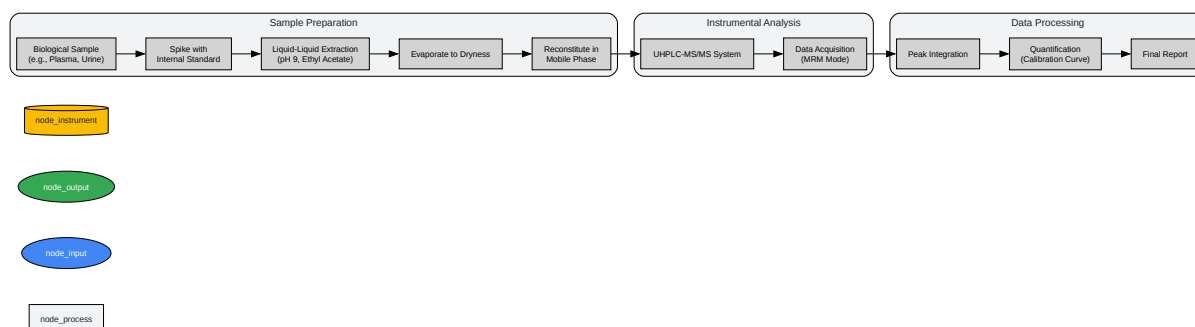 Sample Preparation
Biological Sample
(e.g., Plasma, Urine)
Spike with
Internal Standard
Liquid-Liquid Extraction
(pH 9, Ethyl Acetate)
Evaporate to Dryness
Reconstitute in
Mobile Phase
Instrumental Analysis
UHPLC-MS/MS System
Data Acquisition
(MRM Mode)
Data Processing
Peak Integration
Quantification
(Calibration Curve)
Final Report
node_instrument
node_output
node_input
node_process